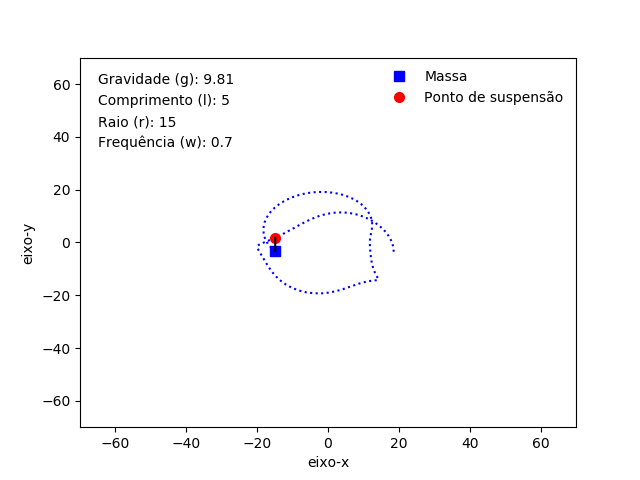 Gravidade (g): 9.81
Comprimento (l): 5
Raio (r): 15
Frequência (w): 0.7
Massa
Ponto de suspensão
60
40
20
0
−20
−40
−60
eixo-y
−60 −40 −20 0 20 40 60
eixo-x